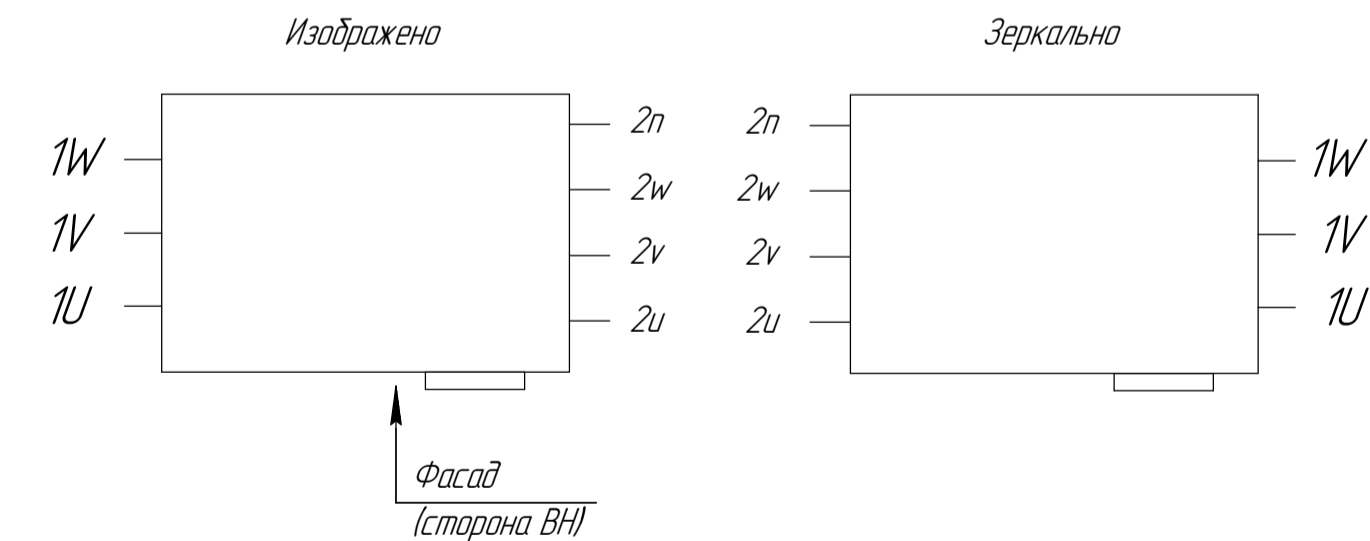 Изображено
Зеркально
1W
1V
1U
2n
2w
2v
2u
2n
2w
2v
2u
1W
1V
1U
Фасад
(сторона ВН)